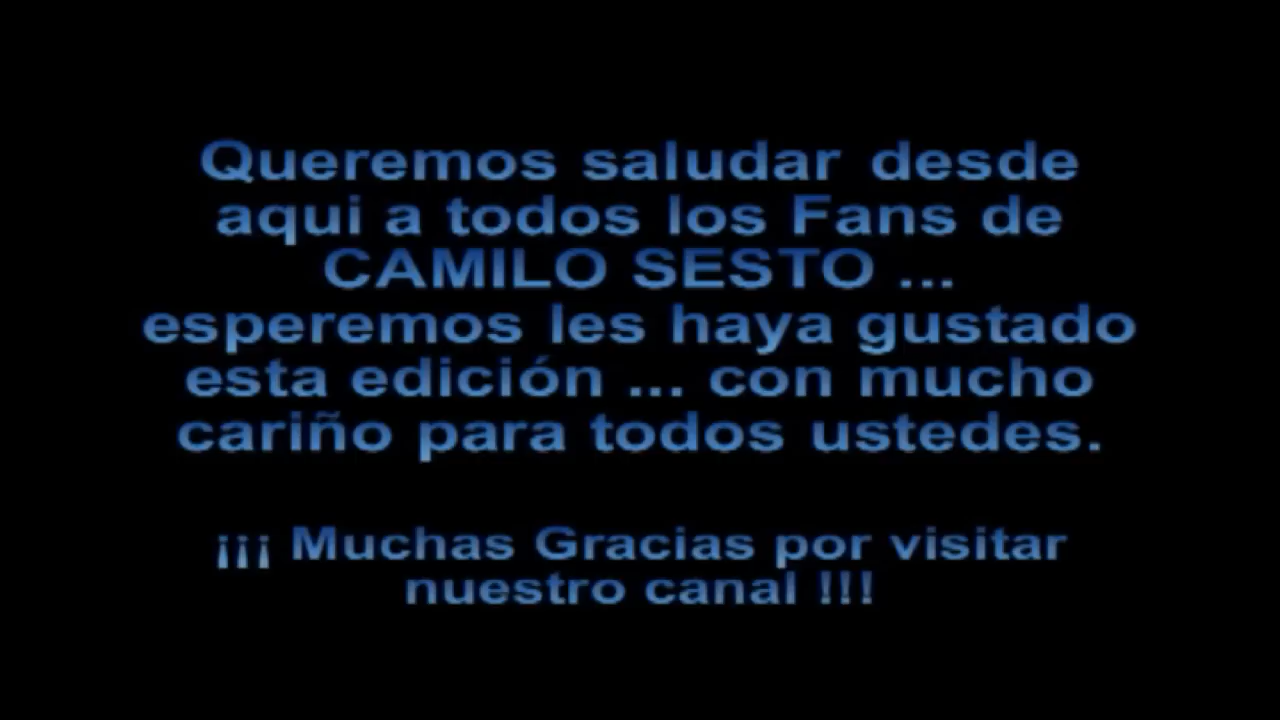 Queremos saludar desde
aqui a todos los Fans de
CAMILO SESTO ...
esperemos les haya gustado
esta edición ... con mucho
cariño para todos ustedes.
¡¡¡ Muchas Gracias por visitar
nuestro canal !!!